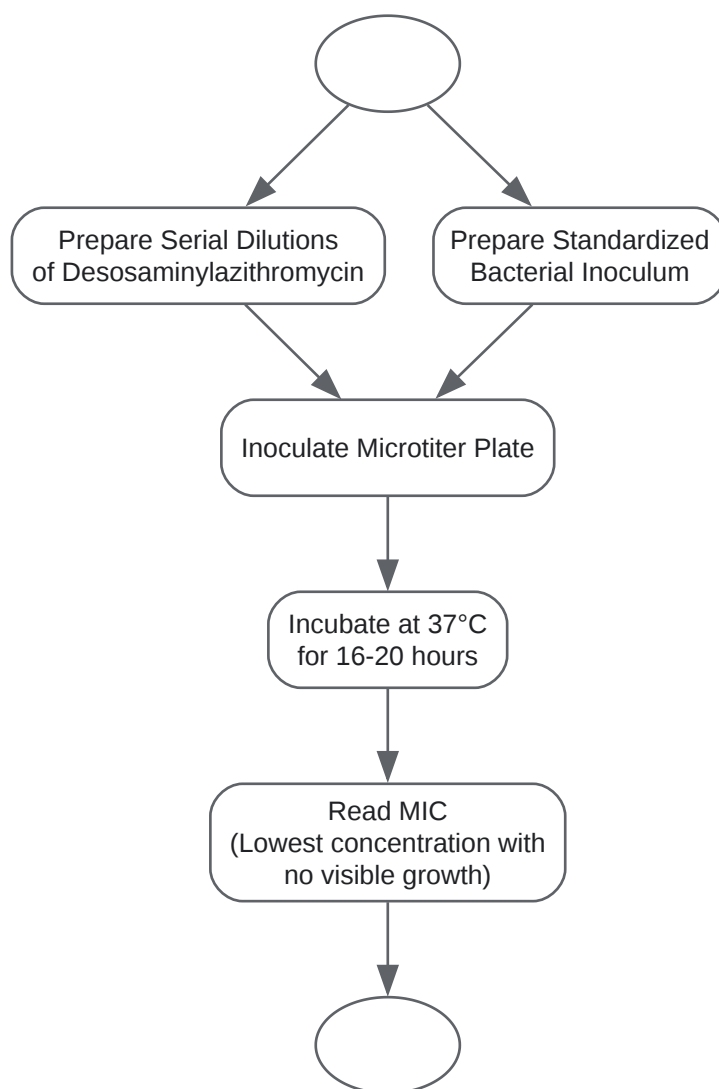 Prepare Serial Dilutions
of Desosaminylazithromycin
Prepare Standardized
Bacterial Inoculum
Inoculate Microtiter Plate
Incubate at 37°C
for 16-20 hours
Read MIC
(Lowest concentration with
no visible growth)